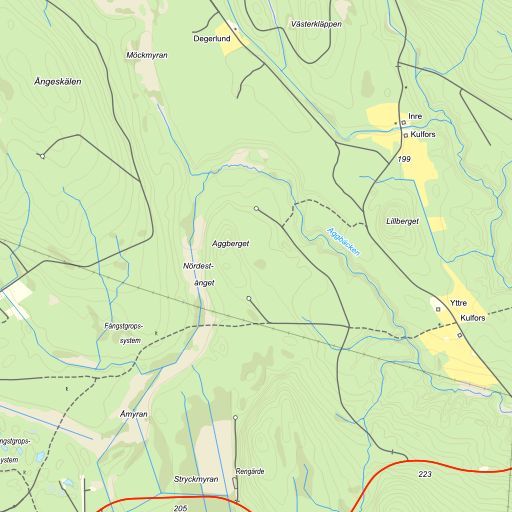 Västerkläppen
Degerlund
Möckmyran
Ångeskälen
Inre
Kulfors
199
Lillberget
Aggbäcken
Aggberget
Nördest-
änget
Yttre
Kulfors
Fångstgrops-
system
Åmyran
Fångstgrops-
system
Rengärde
Stryckmyran
223
205